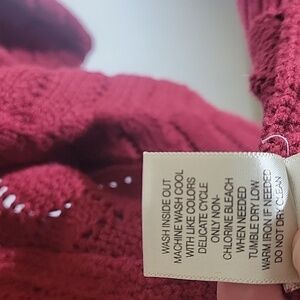 WASH INSIDE OUT
MACHINE WASH COOL
WITH LIKE COLORS
DELICATE CYCLE
ONLY NON-
CHLORINE BLEACH
WHEN NEEDED
TUMBLE DRY LOW
WARM IRON IF NEEDED
DO NOT DRY CLEAN